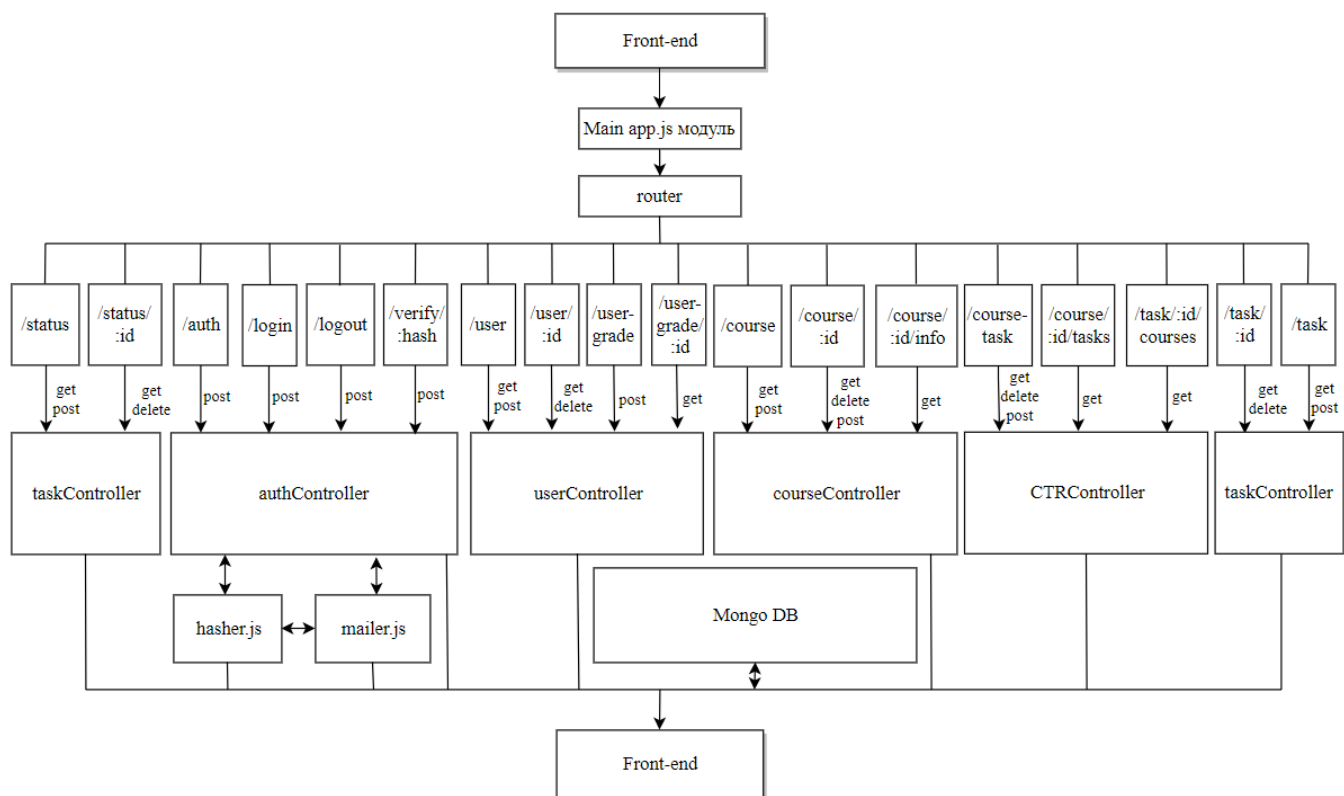 Front-end
Main app.js модуль
router
/status
/status/
:id
/auth
/login
/logout
/verify/
:hash
/user
/user/
:id
/user-
grade
/user-
grade/
:id
/course
/course/
:id
/course/
:id/info
/course-
task
/course/
:id/tasks
/task/:id/
courses
/task/
:id
/task
get
post
get
delete
post
post
post
post
get
post
get
delete
post
get
get
post
get
delete
post
get
get
delete
post
get
get
get
delete
get
post
taskController
authController
userController
courseController
CTRController
taskController
hasher.js
mailer.js
Mongo DB
Front-end